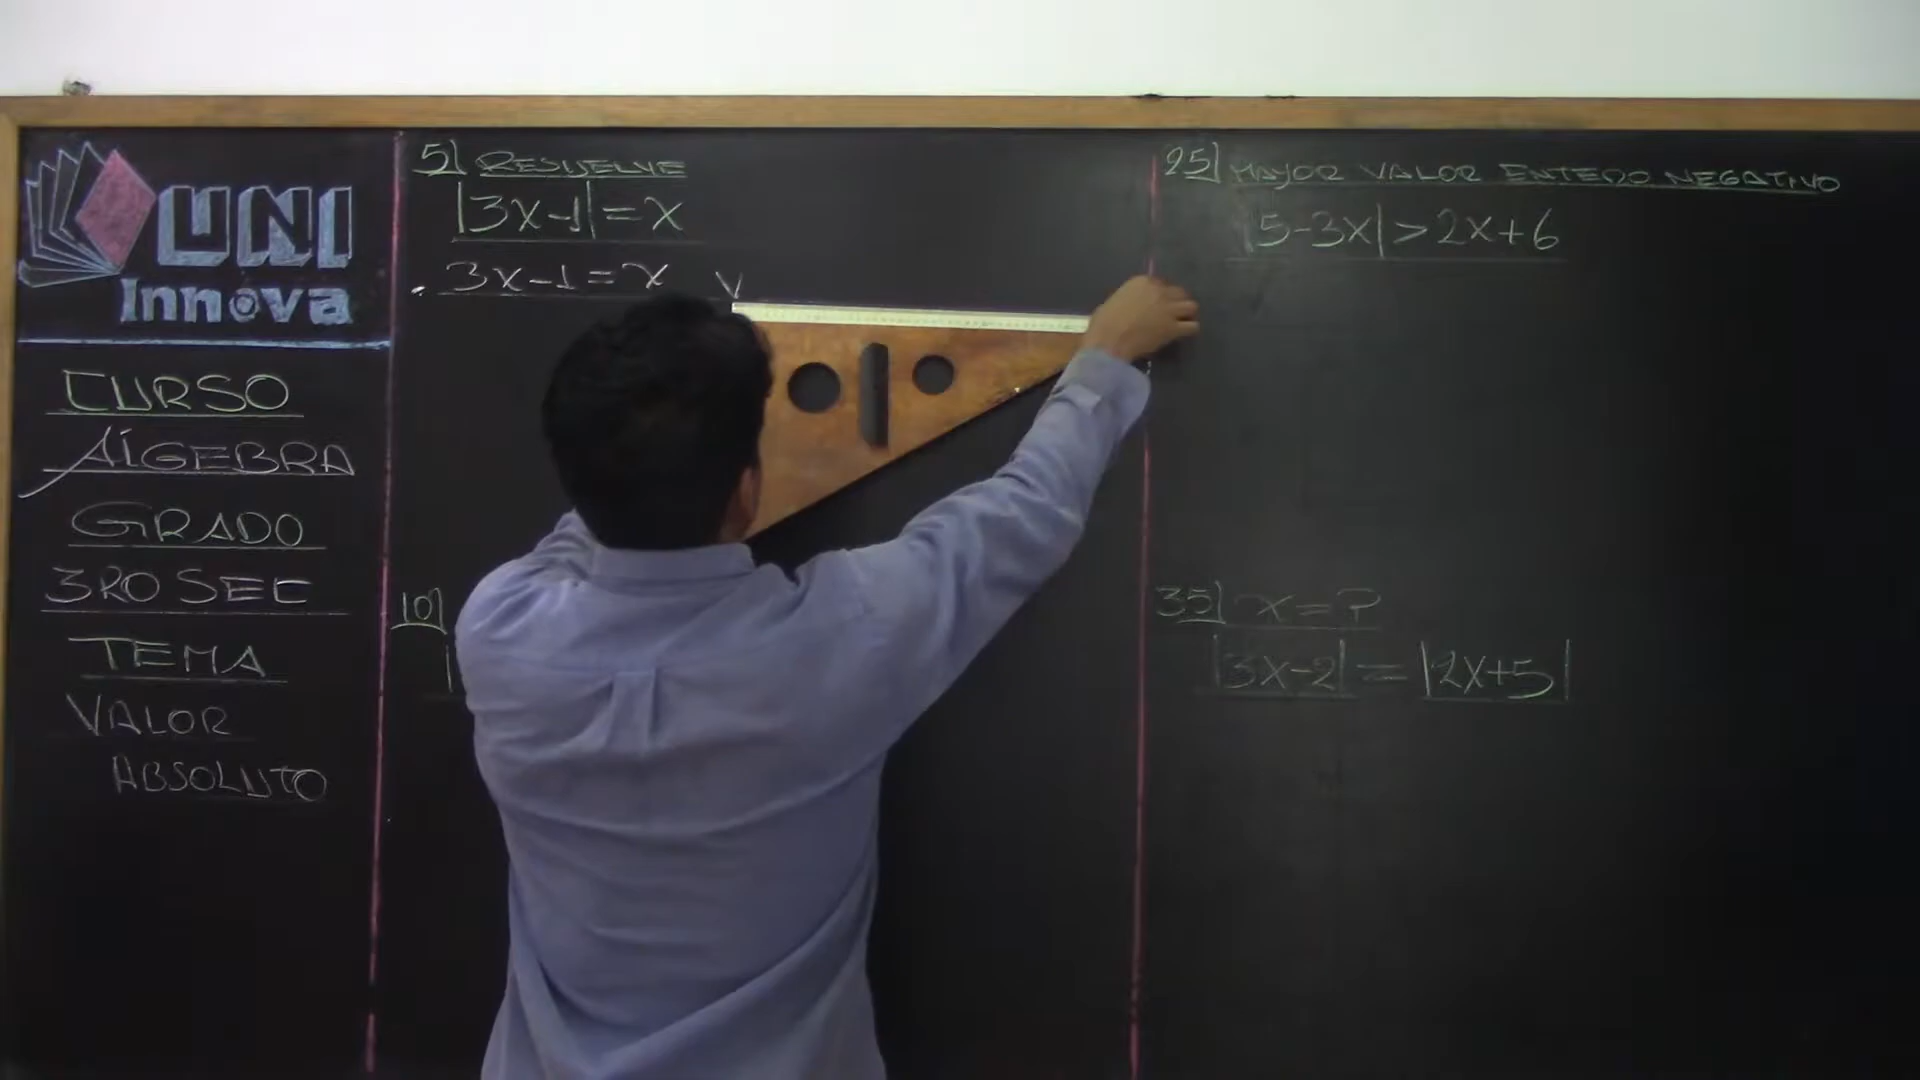 UNI
Innova
CURSO
ALGEBRA
GRADO
3RO SEC
TEMA
VALOR
ABSOLUTO
5) RESUELVE
|3x-1|=x
3x-1=x V
10)
25) MAYOR VALOR ENTERO NEGATIVO
|5-3x|>2x+6
35) x=?
|3x-2|=|2x+5|